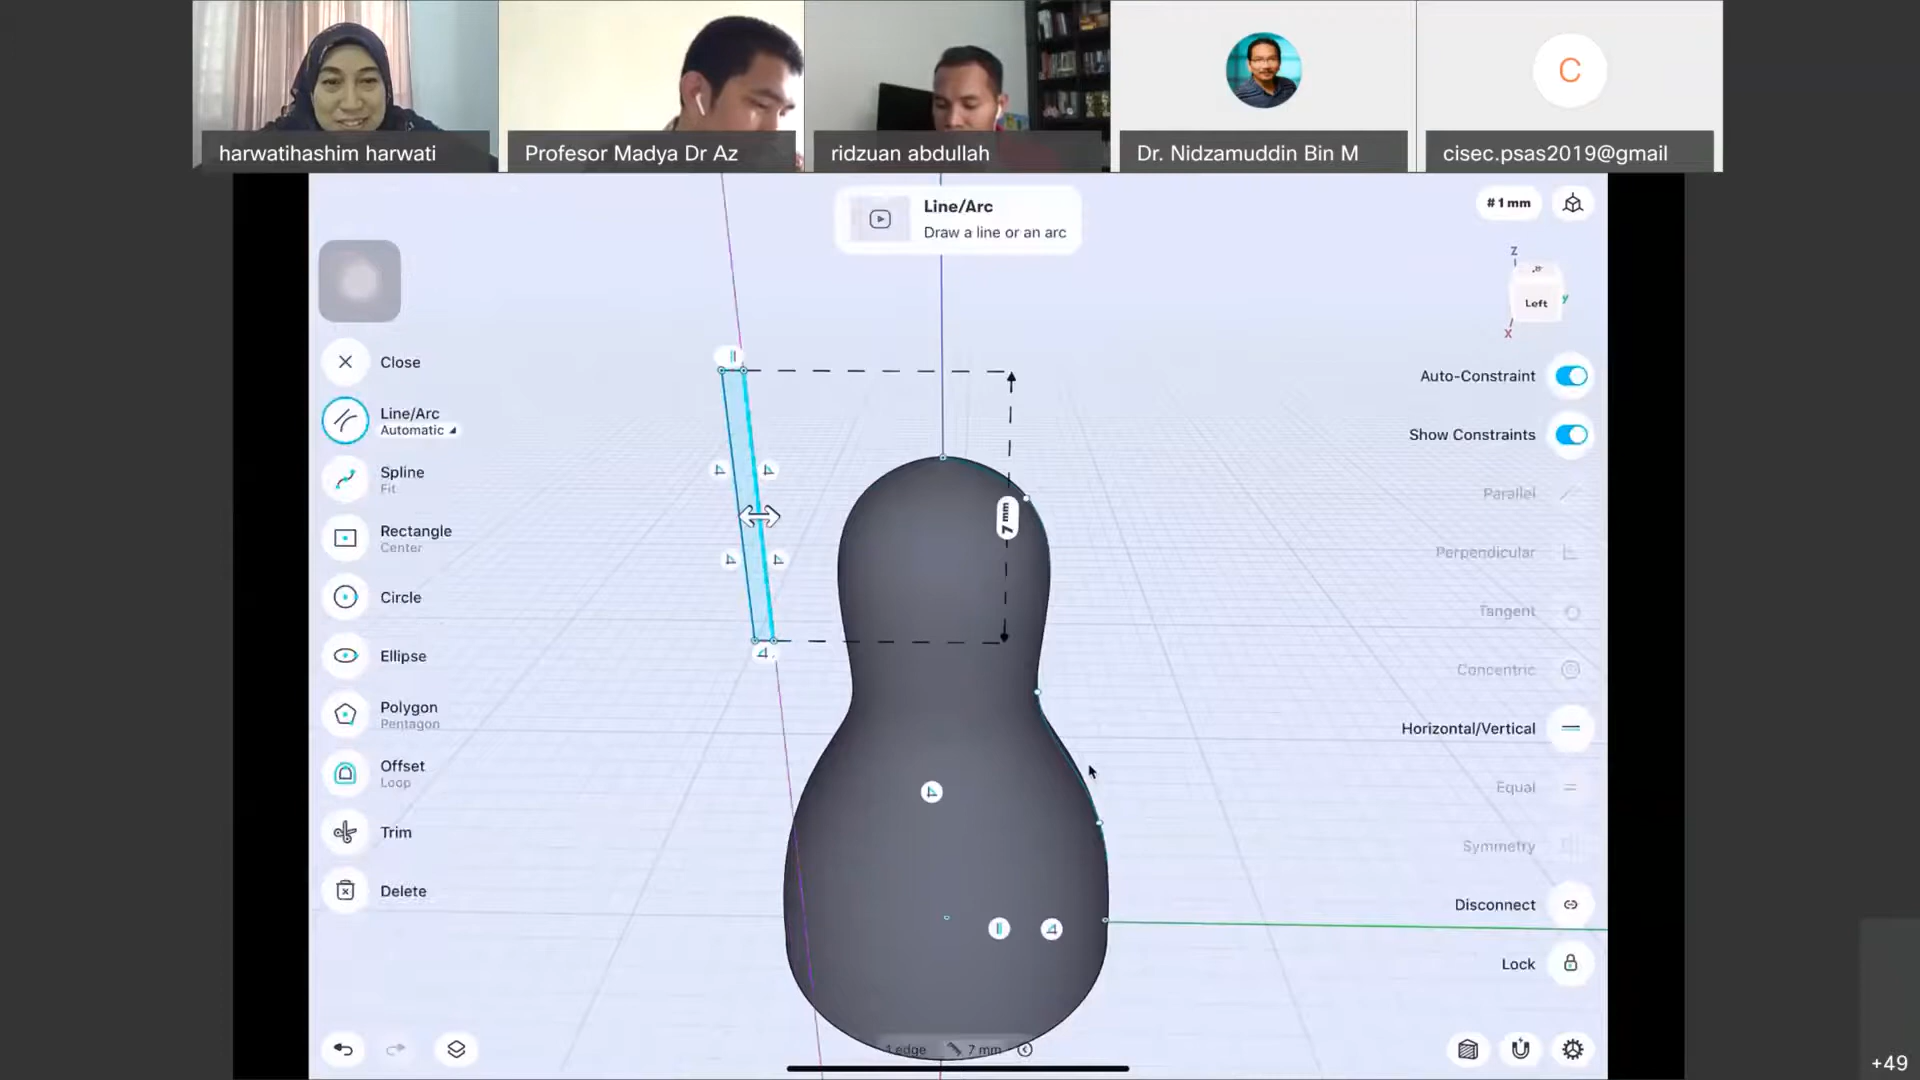 harwatihashim harwati
Profesor Madya Dr Az
ridzuan abdullah
Dr. Nidzamuddin Bin M
C
cisec.psas2019@gmail
Line/Arc
Draw a line or an arc
# 1 mm
Z
Left
y
X
Close
Line/Arc
Automatic
Spline
Fit
Rectangle
Center
Circle
Ellipse
Polygon
Pentagon
Offset
Loop
Trim
Delete
7 mm
Auto-Constraint
Show Constraints
Parallel
Perpendicular
Tangent
Concentric
Horizontal/Vertical
Equal
Symmetry
Disconnect
Lock
1 edge
7 mm
+49